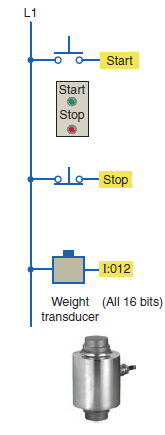 L1
Start
Start
Stop
Stop
I:012
Weight (All 16 bits)
transducer